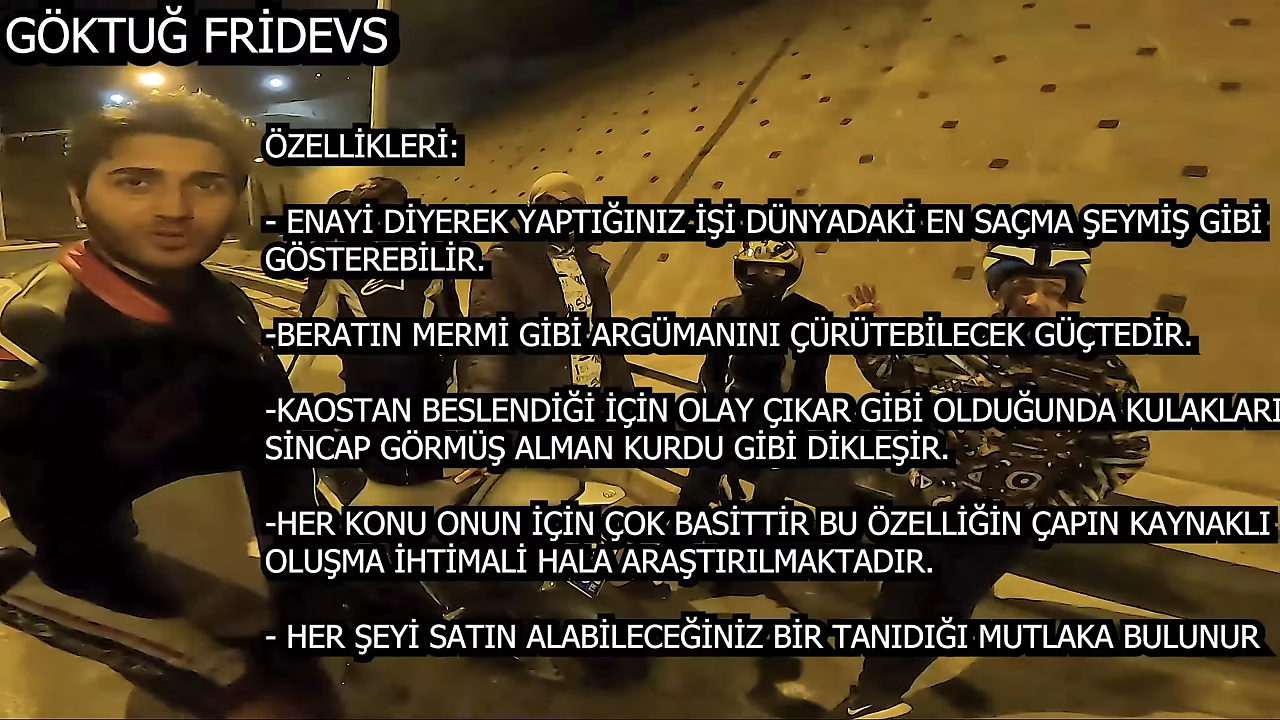 GÖKTUĞ FRİDEVS
ÖZELLİKLERİ:
- ENAYİ DİYEREK YAPTIĞINIZ İŞİ DÜNYADAKİ EN SAÇMA ŞEYMİŞ GİBİ
GÖSTEREBİLİR.
-BERATIN MERMİ GİBİ ARGÜMANINI ÇÜRÜTEBİLECEK GÜÇTEDİR.
-KAOSTAN BESLENDİĞİ İÇİN OLAY ÇIKAR GİBİ OLDUĞUNDA KULAKLARI
SİNCAP GÖRMÜŞ ALMAN KURDU GİBİ DİKLEŞİR.
-HER KONU ONUN İÇİN ÇOK BASİTTİR BU ÖZELLİĞİN ÇAPIN KAYNAKLI
OLUŞMA İHTİMALİ HALA ARAŞTIRILMAKTADIR.
- HER ŞEYİ SATIN ALABİLECEĞİNİZ BİR TANIDIĞI MUTLAKA BULUNUR